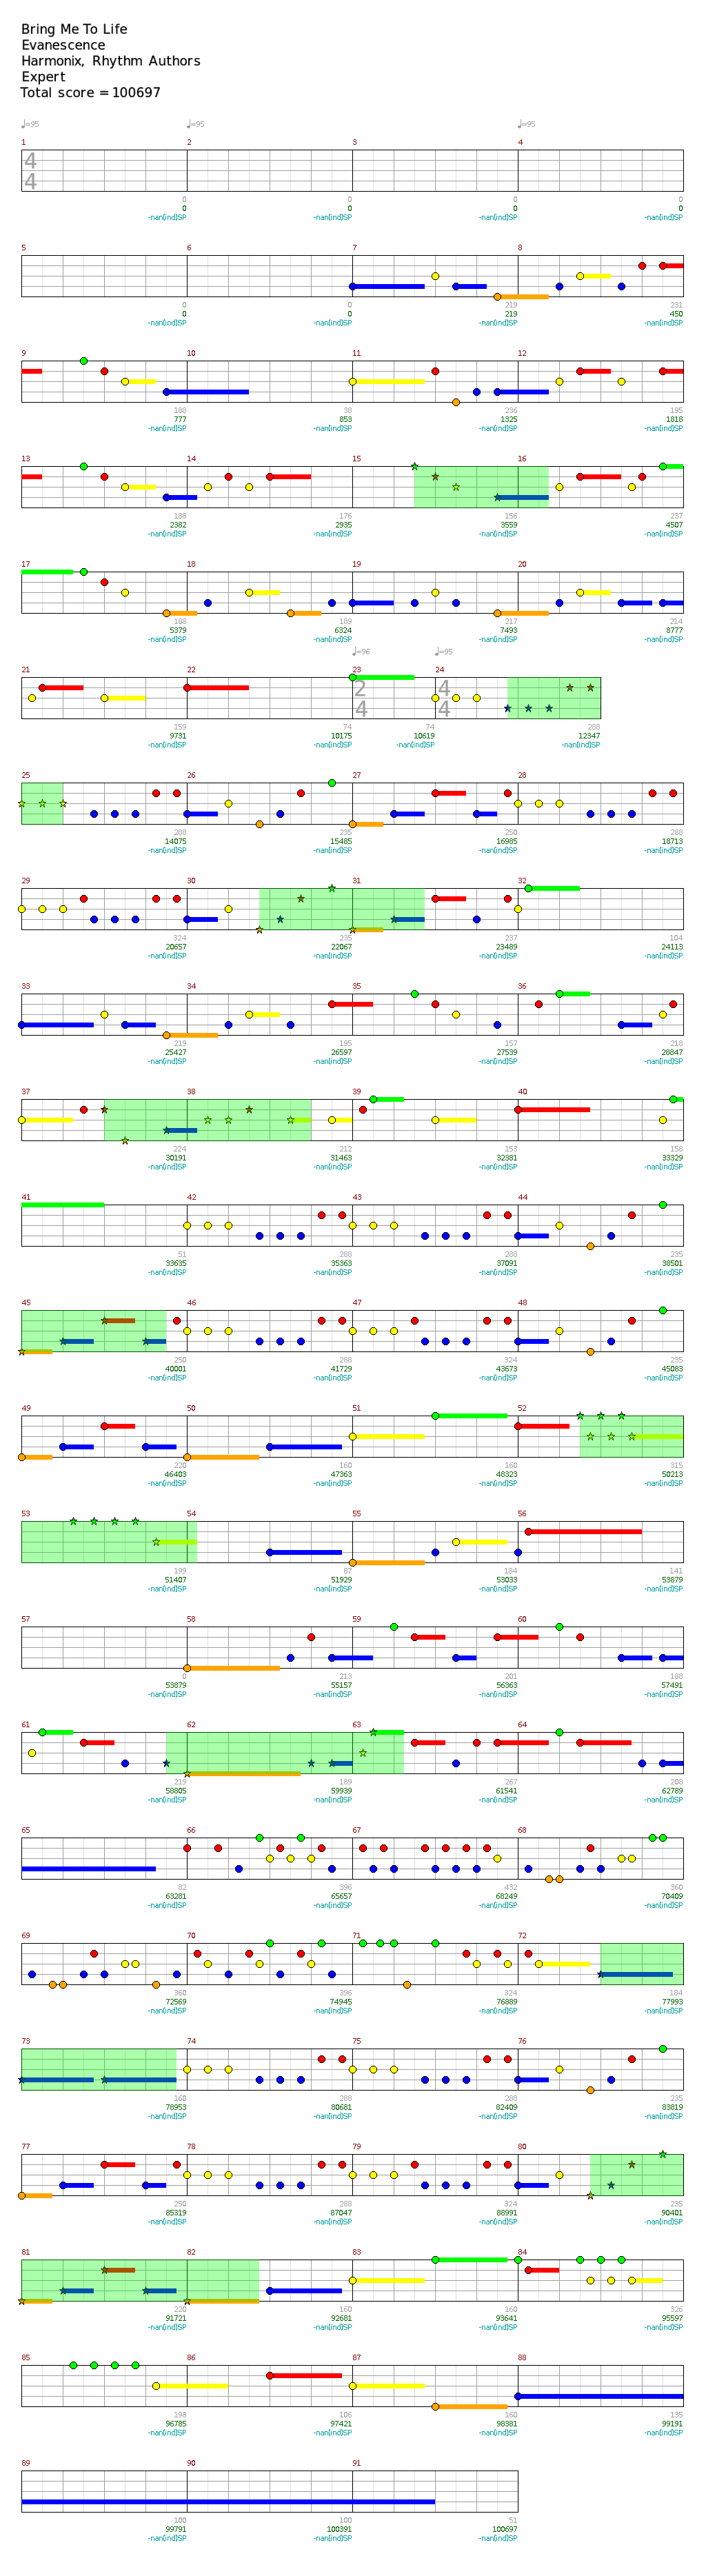 Bring Me To Life
Evanescence
Harmonix, Rhythm Authors
Expert
Total score = 100697
♩=95 ♩=95 ♩=95
1 2 3 4
4
4
0 0 0 0
0 0 0 0
-nan(ind)SP -nan(ind)SP -nan(ind)SP -nan(ind)SP
5 6 7 8
0 0 219 231
0 0 219 450
-nan(ind)SP -nan(ind)SP -nan(ind)SP -nan(ind)SP
9 10 11 12
188 38 236 195
777 853 1325 1818
-nan(ind)SP -nan(ind)SP -nan(ind)SP -nan(ind)SP
13 14 15 16
188 176 156 237
2382 2935 3559 4507
-nan(ind)SP -nan(ind)SP -nan(ind)SP -nan(ind)SP
17 18 19 20
188 189 217 214
5379 6324 7493 8777
-nan(ind)SP -nan(ind)SP -nan(ind)SP -nan(ind)SP
♩=96 ♩=95
21 22 23 24
2 4
4 4
159 74 74 288
9731 10175 10619 12347
-nan(ind)SP -nan(ind)SP -nan(ind)SP -nan(ind)SP
25 26 27 28
288 235 250 288
14075 15485 16985 18713
-nan(ind)SP -nan(ind)SP -nan(ind)SP -nan(ind)SP
29 30 31 32
324 235 237 104
20657 22067 23489 24113
-nan(ind)SP -nan(ind)SP -nan(ind)SP -nan(ind)SP
33 34 35 36
219 195 157 218
25427 26597 27539 28847
-nan(ind)SP -nan(ind)SP -nan(ind)SP -nan(ind)SP
37 38 39 40
224 212 153 158
30191 31463 32381 33329
-nan(ind)SP -nan(ind)SP -nan(ind)SP -nan(ind)SP
41 42 43 44
51 288 288 235
33635 35363 37091 38501
-nan(ind)SP -nan(ind)SP -nan(ind)SP -nan(ind)SP
45 46 47 48
250 288 324 235
40001 41729 43673 45083
-nan(ind)SP -nan(ind)SP -nan(ind)SP -nan(ind)SP
49 50 51 52
220 160 160 315
46403 47363 48323 50213
-nan(ind)SP -nan(ind)SP -nan(ind)SP -nan(ind)SP
53 54 55 56
199 87 184 141
51407 51929 53033 53879
-nan(ind)SP -nan(ind)SP -nan(ind)SP -nan(ind)SP
57 58 59 60
0 213 201 188
53879 55157 56363 57491
-nan(ind)SP -nan(ind)SP -nan(ind)SP -nan(ind)SP
61 62 63 64
219 189 267 208
58805 59939 61541 62789
-nan(ind)SP -nan(ind)SP -nan(ind)SP -nan(ind)SP
65 66 67 68
82 396 432 360
63281 65657 68249 70409
-nan(ind)SP -nan(ind)SP -nan(ind)SP -nan(ind)SP
69 70 71 72
360 396 324 184
72569 74945 76889 77993
-nan(ind)SP -nan(ind)SP -nan(ind)SP -nan(ind)SP
73 74 75 76
160 288 288 235
78953 80681 82409 83819
-nan(ind)SP -nan(ind)SP -nan(ind)SP -nan(ind)SP
77 78 79 80
250 288 324 235
85319 87047 88991 90401
-nan(ind)SP -nan(ind)SP -nan(ind)SP -nan(ind)SP
81 82 83 84
220 160 160 326
91721 92681 93641 95597
-nan(ind)SP -nan(ind)SP -nan(ind)SP -nan(ind)SP
85 86 87 88
198 106 160 135
96785 97421 98381 99191
-nan(ind)SP -nan(ind)SP -nan(ind)SP -nan(ind)SP
89 90 91
100 100 51
99791 100391 100697
-nan(ind)SP -nan(ind)SP -nan(ind)SP